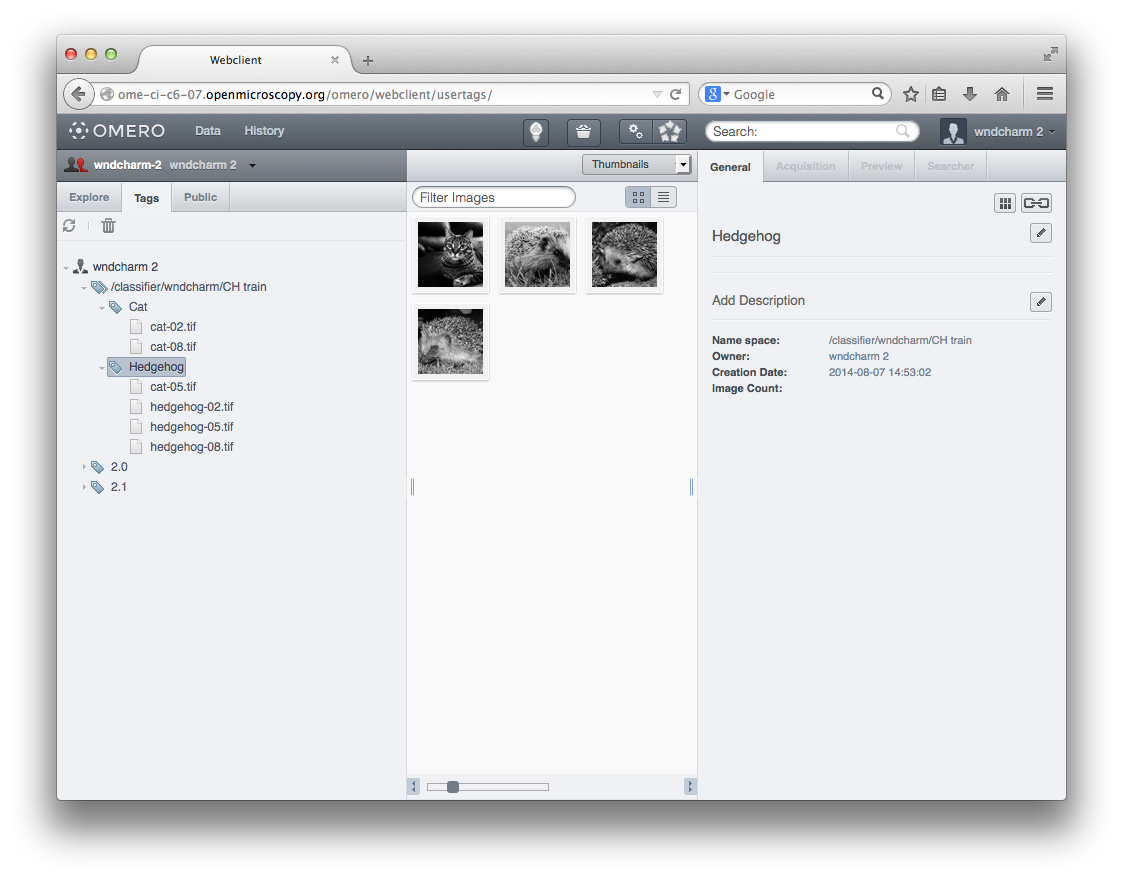 Webclient
ome-ci-c6-07.openmicroscopy.org/omero/webclient/usertags/
Google
OMERO
Data
History
Search:
wndcharm 2
wndcharm-2 wndcharm 2
Thumbnails
General
Acquisition
Preview
Searcher
Explore
Tags
Public
Filter Images
wndcharm 2
/classifier/wndcharm/CH train
Cat
cat-02.tif
cat-08.tif
Hedgehog
cat-05.tif
hedgehog-02.tif
hedgehog-05.tif
hedgehog-08.tif
2.0
2.1
Hedgehog
Add Description
Name space: /classifier/wndcharm/CH train
Owner: wndcharm 2
Creation Date: 2014-08-07 14:53:02
Image Count: